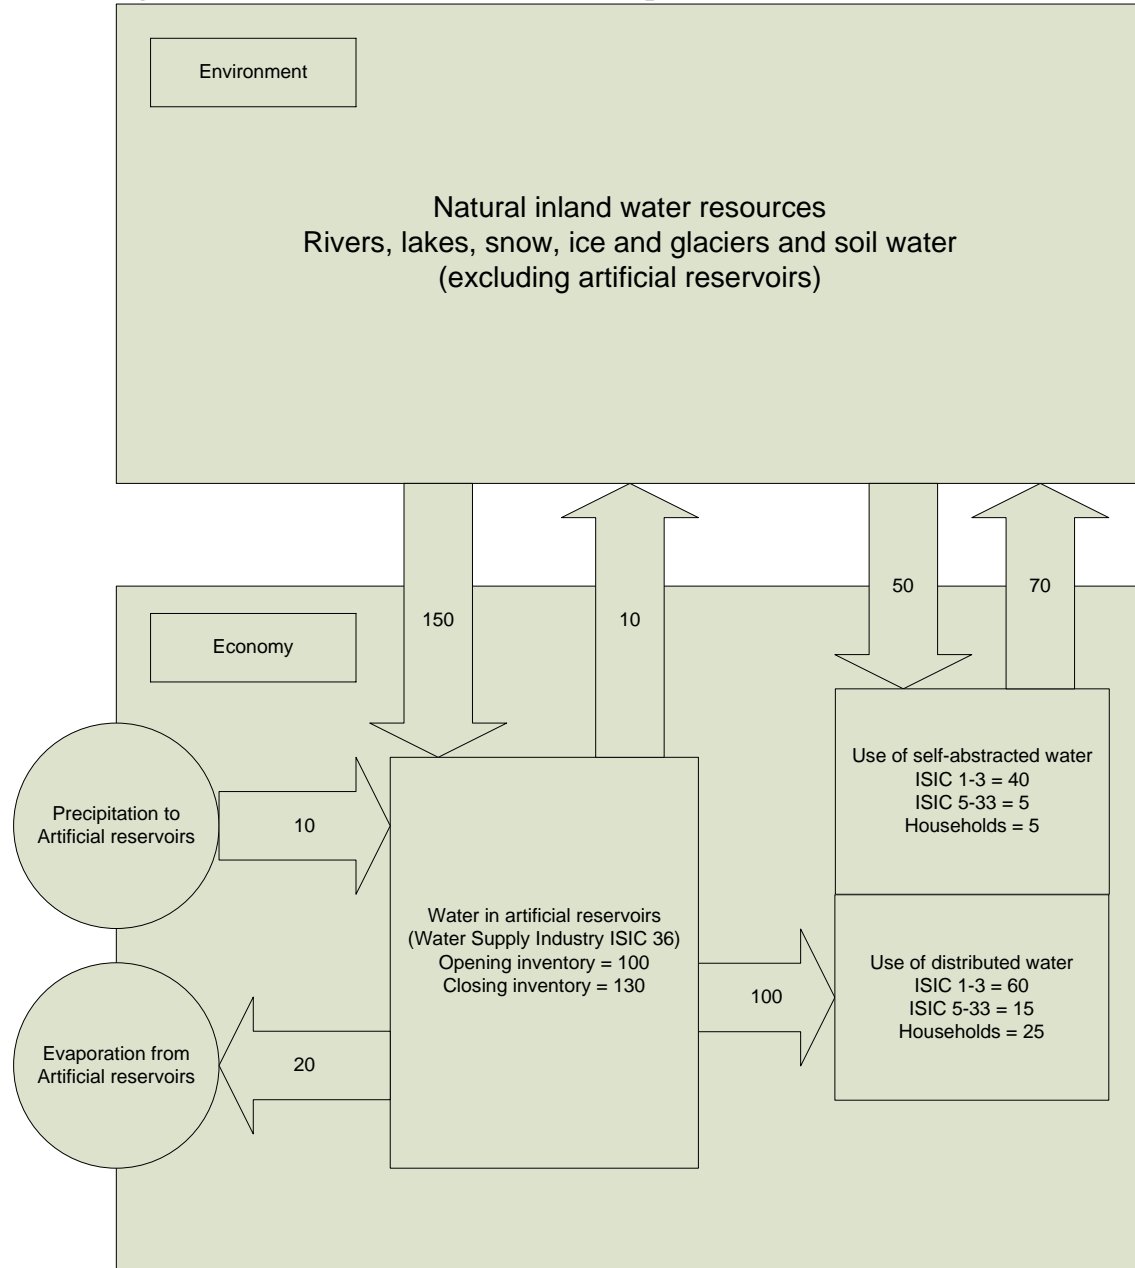 Environment
Natural inland water resources
Rivers, lakes, snow, ice and glaciers and soil water
(excluding artificial reservoirs)
150
10
50
70
Economy
Use of self-abstracted water
ISIC 1-3 = 40
ISIC 5-33 = 5
Households = 5
Precipitation to
Artificial reservoirs
10
Water in artificial reservoirs
(Water Supply Industry ISIC 36)
Opening inventory = 100
Closing inventory = 130
100
Use of distributed water
ISIC 1-3 = 60
ISIC 5-33 = 15
Households = 25
Evaporation from
Artificial reservoirs
20